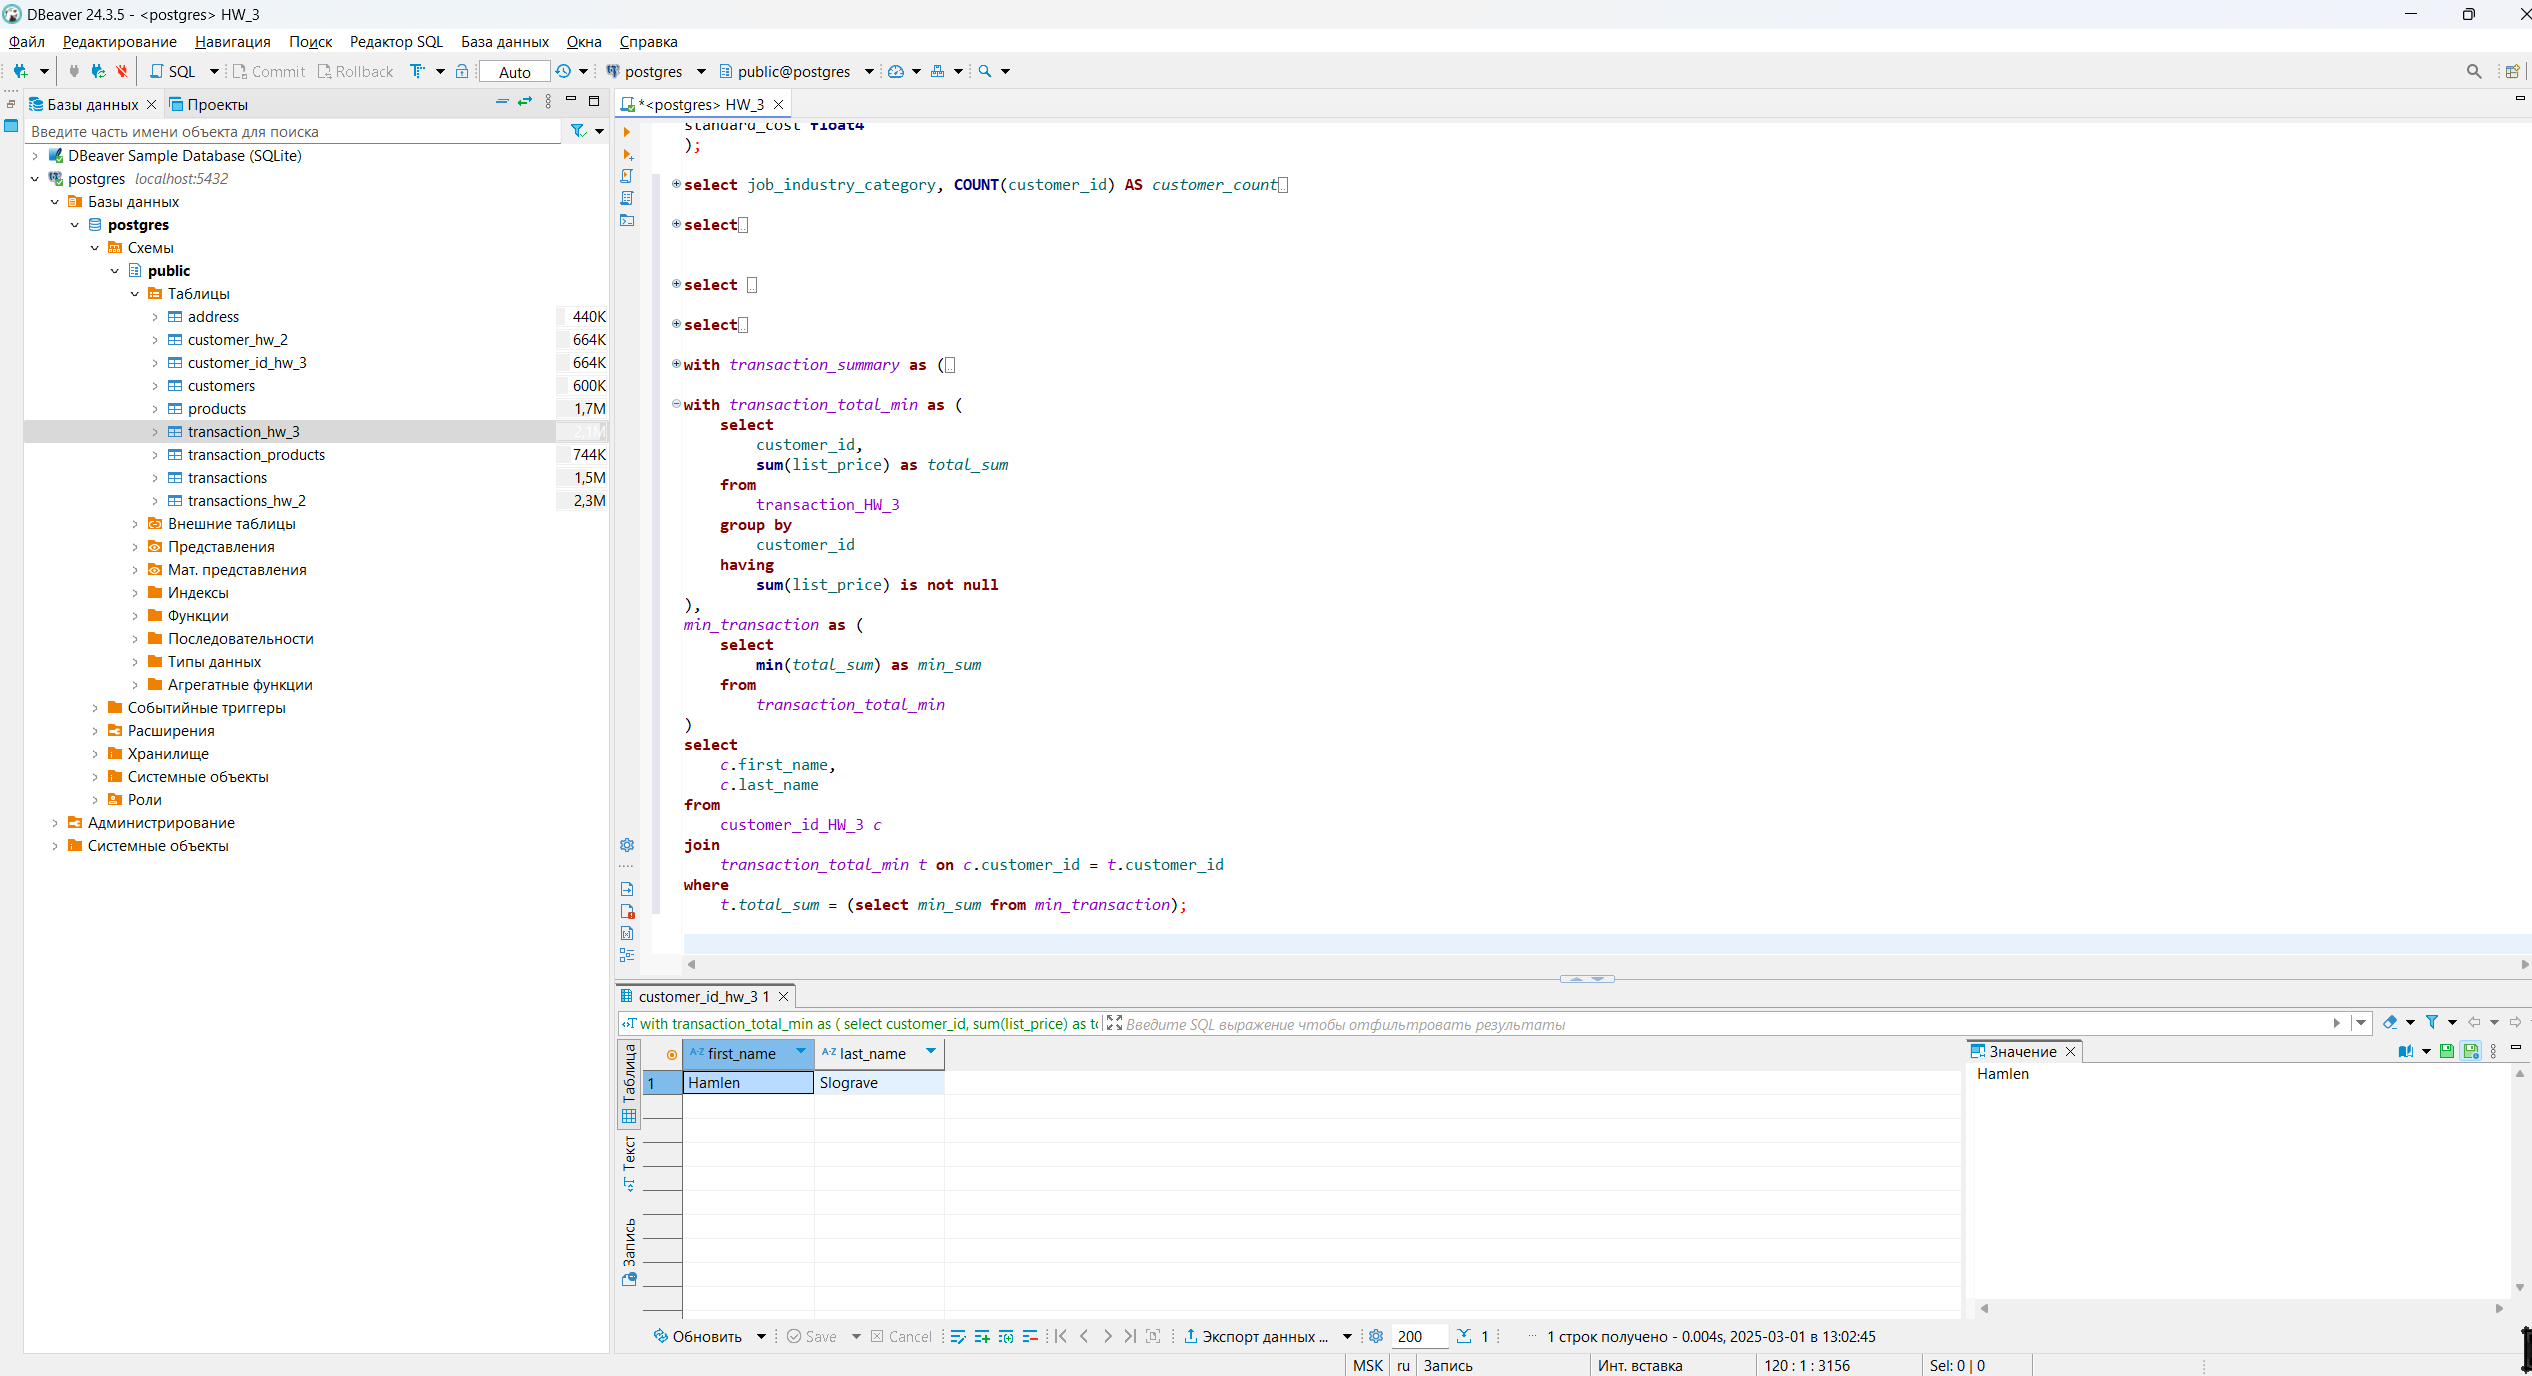 DBeaver 24.3.5 - <postgres> HW_3
Файл Редактирование Навигация Поиск Редактор SQL База данных Окна Справка
SQL Commit Rollback Auto postgres public@postgres
Базы данных Проекты
Введите часть имени объекта для поиска
DBeaver Sample Database (SQLite)
postgres localhost:5432
Базы данных
postgres
Схемы
public
Таблицы
address 440K
customer_hw_2 664K
customer_id_hw_3 664K
customers 600K
products 1,7M
transaction_hw_3 2,1M
transaction_products 744K
transactions 1,5M
transactions_hw_2 2,3M
Внешние таблицы
Представления
Мат. представления
Индексы
Функции
Последовательности
Типы данных
Агрегатные функции
Событийные триггеры
Расширения
Хранилище
Системные объекты
Роли
Администрирование
Системные объекты
*<postgres> HW_3
standard_cost float4
);
select job_industry_category, COUNT(customer_id) AS customer_count
select
select
select
with transaction_summary as (
with transaction_total_min as (
select
customer_id,
sum(list_price) as total_sum
from
transaction_HW_3
group by
customer_id
having
sum(list_price) is not null
),
min_transaction as (
select
min(total_sum) as min_sum
from
transaction_total_min
)
select
c.first_name,
c.last_name
from
customer_id_HW_3 c
join
transaction_total_min t on c.customer_id = t.customer_id
where
t.total_sum = (select min_sum from min_transaction);
customer_id_hw_3 1
with transaction_total_min as ( select customer_id, sum(list_price) as to Введите SQL выражение чтобы отфильтровать результаты
Таблица
Текст
Запись
A-Z first_name A-Z last_name
1 Hamlen Slograve
Значение
Hamlen
Обновить Save Cancel Экспорт данных ... 200 1 1 строк получено - 0.004s, 2025-03-01 в 13:02:45
MSK ru Запись Инт. вставка 120 : 1 : 3156 Sel: 0 | 0